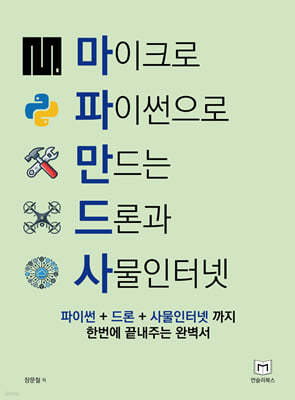 마이크로
파이썬으로
만드는
드론과
사물인터넷
파이썬 + 드론 + 사물인터넷 까지
한번에 끝내주는 완벽서
장문철 저
앤써북스